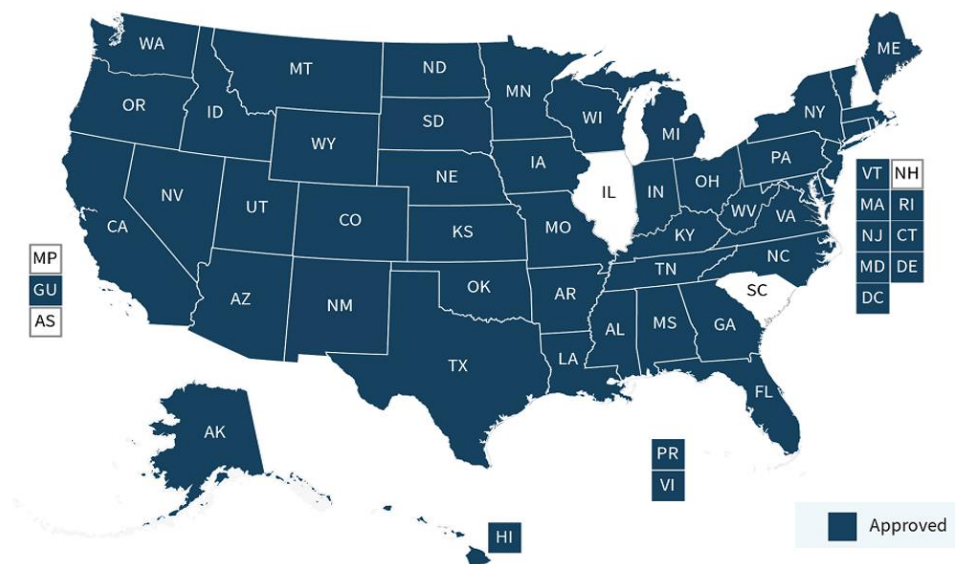 WA
MT
ND
MN
ME
OR
ID
SD
WI
NY
WY
MI
IA
PA
NE
NV
UT
CO
IL
IN
OH
WV
VA
CA
KS
MO
KY
NC
VT
NH
MA
RI
NJ
CT
MD
DE
DC
MP
GU
AS
AZ
NM
OK
AR
TN
SC
AL
MS
GA
LA
TX
FL
AK
PR
VI
HI
Approved